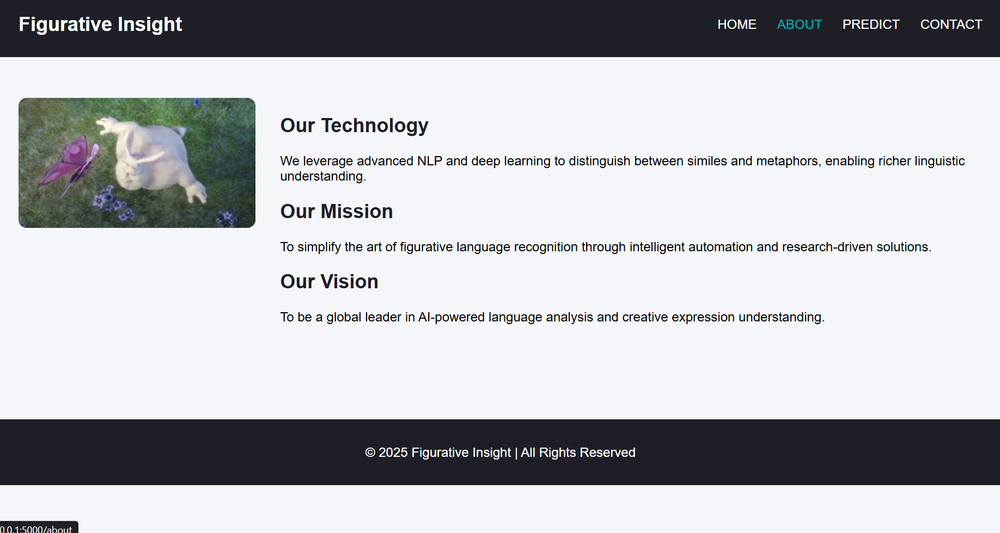 Figurative Insight
HOME ABOUT PREDICT CONTACT
Our Technology
We leverage advanced NLP and deep learning to distinguish between similes and metaphors, enabling richer linguistic
understanding.
Our Mission
To simplify the art of figurative language recognition through intelligent automation and research-driven solutions.
Our Vision
To be a global leader in AI-powered language analysis and creative expression understanding.
© 2025 Figurative Insight | All Rights Reserved
0.0.1:5000/about